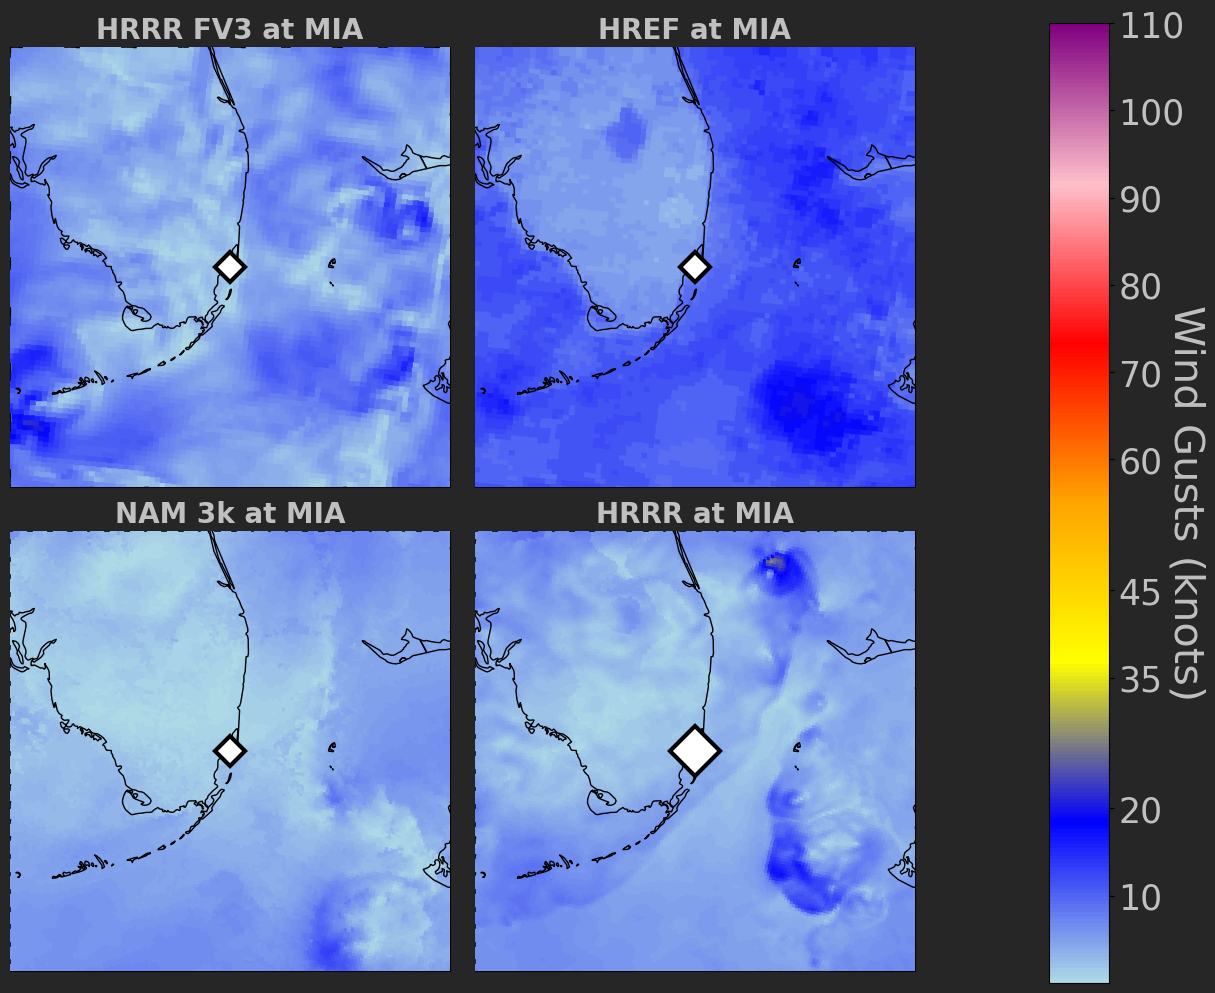 HRRR FV3 at MIA
HREF at MIA
NAM 3k at MIA
HRRR at MIA
110
100
90
80
70
60
45
35
20
10
Wind Gusts (knots)